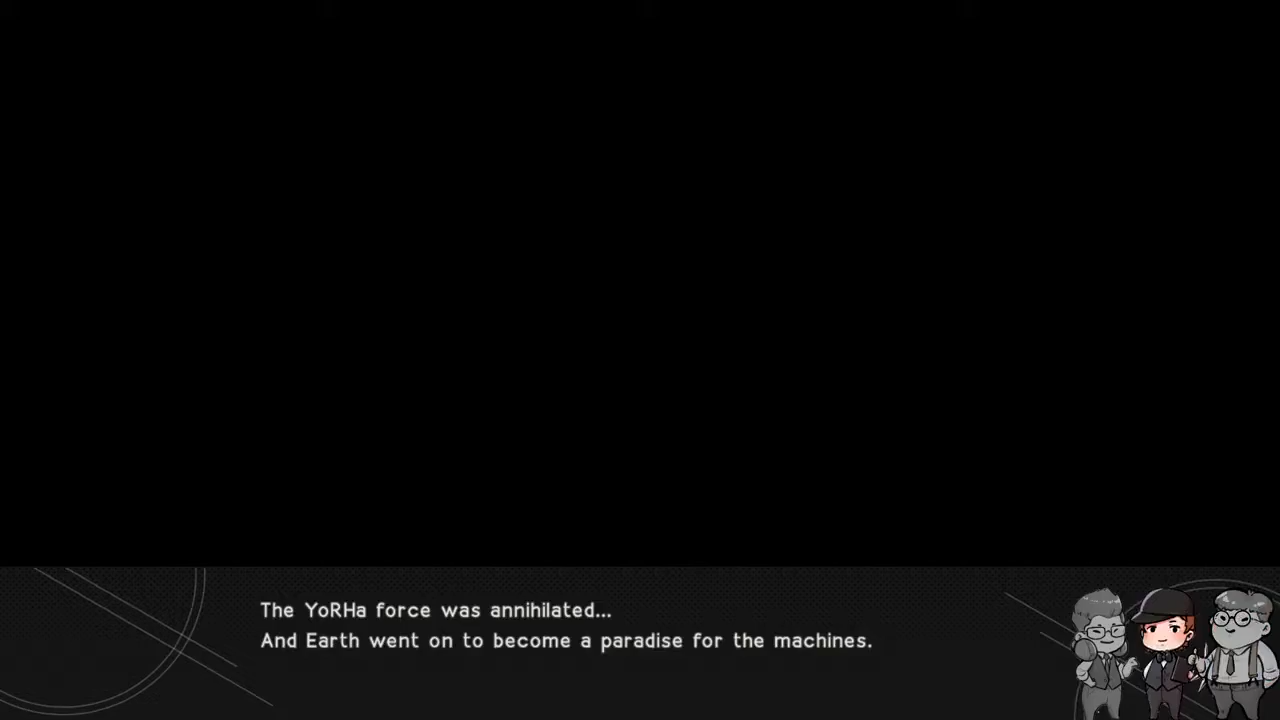 The YoRHa force was annihilated...
And Earth went on to become a paradise for the machines.